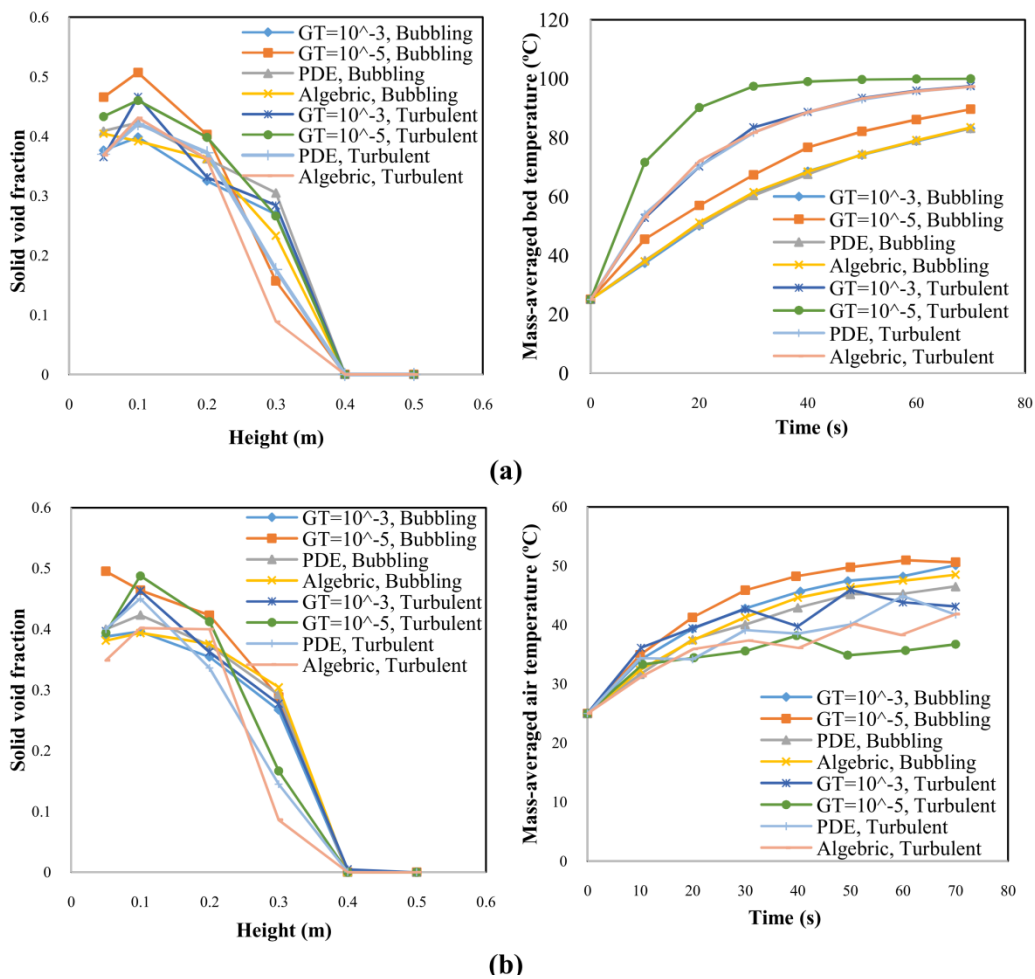 0.6
0.5
0.4
0.3
0.2
0.1
0
Solid void fraction
GT=10^-3, Bubbling
GT=10^-5, Bubbling
PDE, Bubbling
Algebric, Bubbling
GT=10^-3, Turbulent
GT=10^-5, Turbulent
PDE, Turbulent
Algebric, Turbulent
0 0.1 0.2 0.3 0.4 0.5 0.6
Height (m)
120
100
80
60
40
20
0
Mass-averaged bed temperature (ºC)
GT=10^-3, Bubbling
GT=10^-5, Bubbling
PDE, Bubbling
Algebric, Bubbling
GT=10^-3, Turbulent
GT=10^-5, Turbulent
PDE, Turbulent
Algebric, Turbulent
0 20 40 60 80
Time (s)
(a)
0.6
0.5
0.4
0.3
0.2
0.1
0
Solid void fraction
GT=10^-3, Bubbling
GT=10^-5, Bubbling
PDE, Bubbling
Algebric, Bubbling
GT=10^-3, Turbulent
GT=10^-5, Turbulent
PDE, Turbulent
Algebric, Turbulent
0 0.1 0.2 0.3 0.4 0.5 0.6
Height (m)
60
50
40
30
20
10
0
Mass-averaged air temperature (ºC)
GT=10^-3, Bubbling
GT=10^-5, Bubbling
PDE, Bubbling
Algebric, Bubbling
GT=10^-3, Turbulent
GT=10^-5, Turbulent
PDE, Turbulent
Algebric, Turbulent
0 10 20 30 40 50 60 70 80
Time (s)
(b)